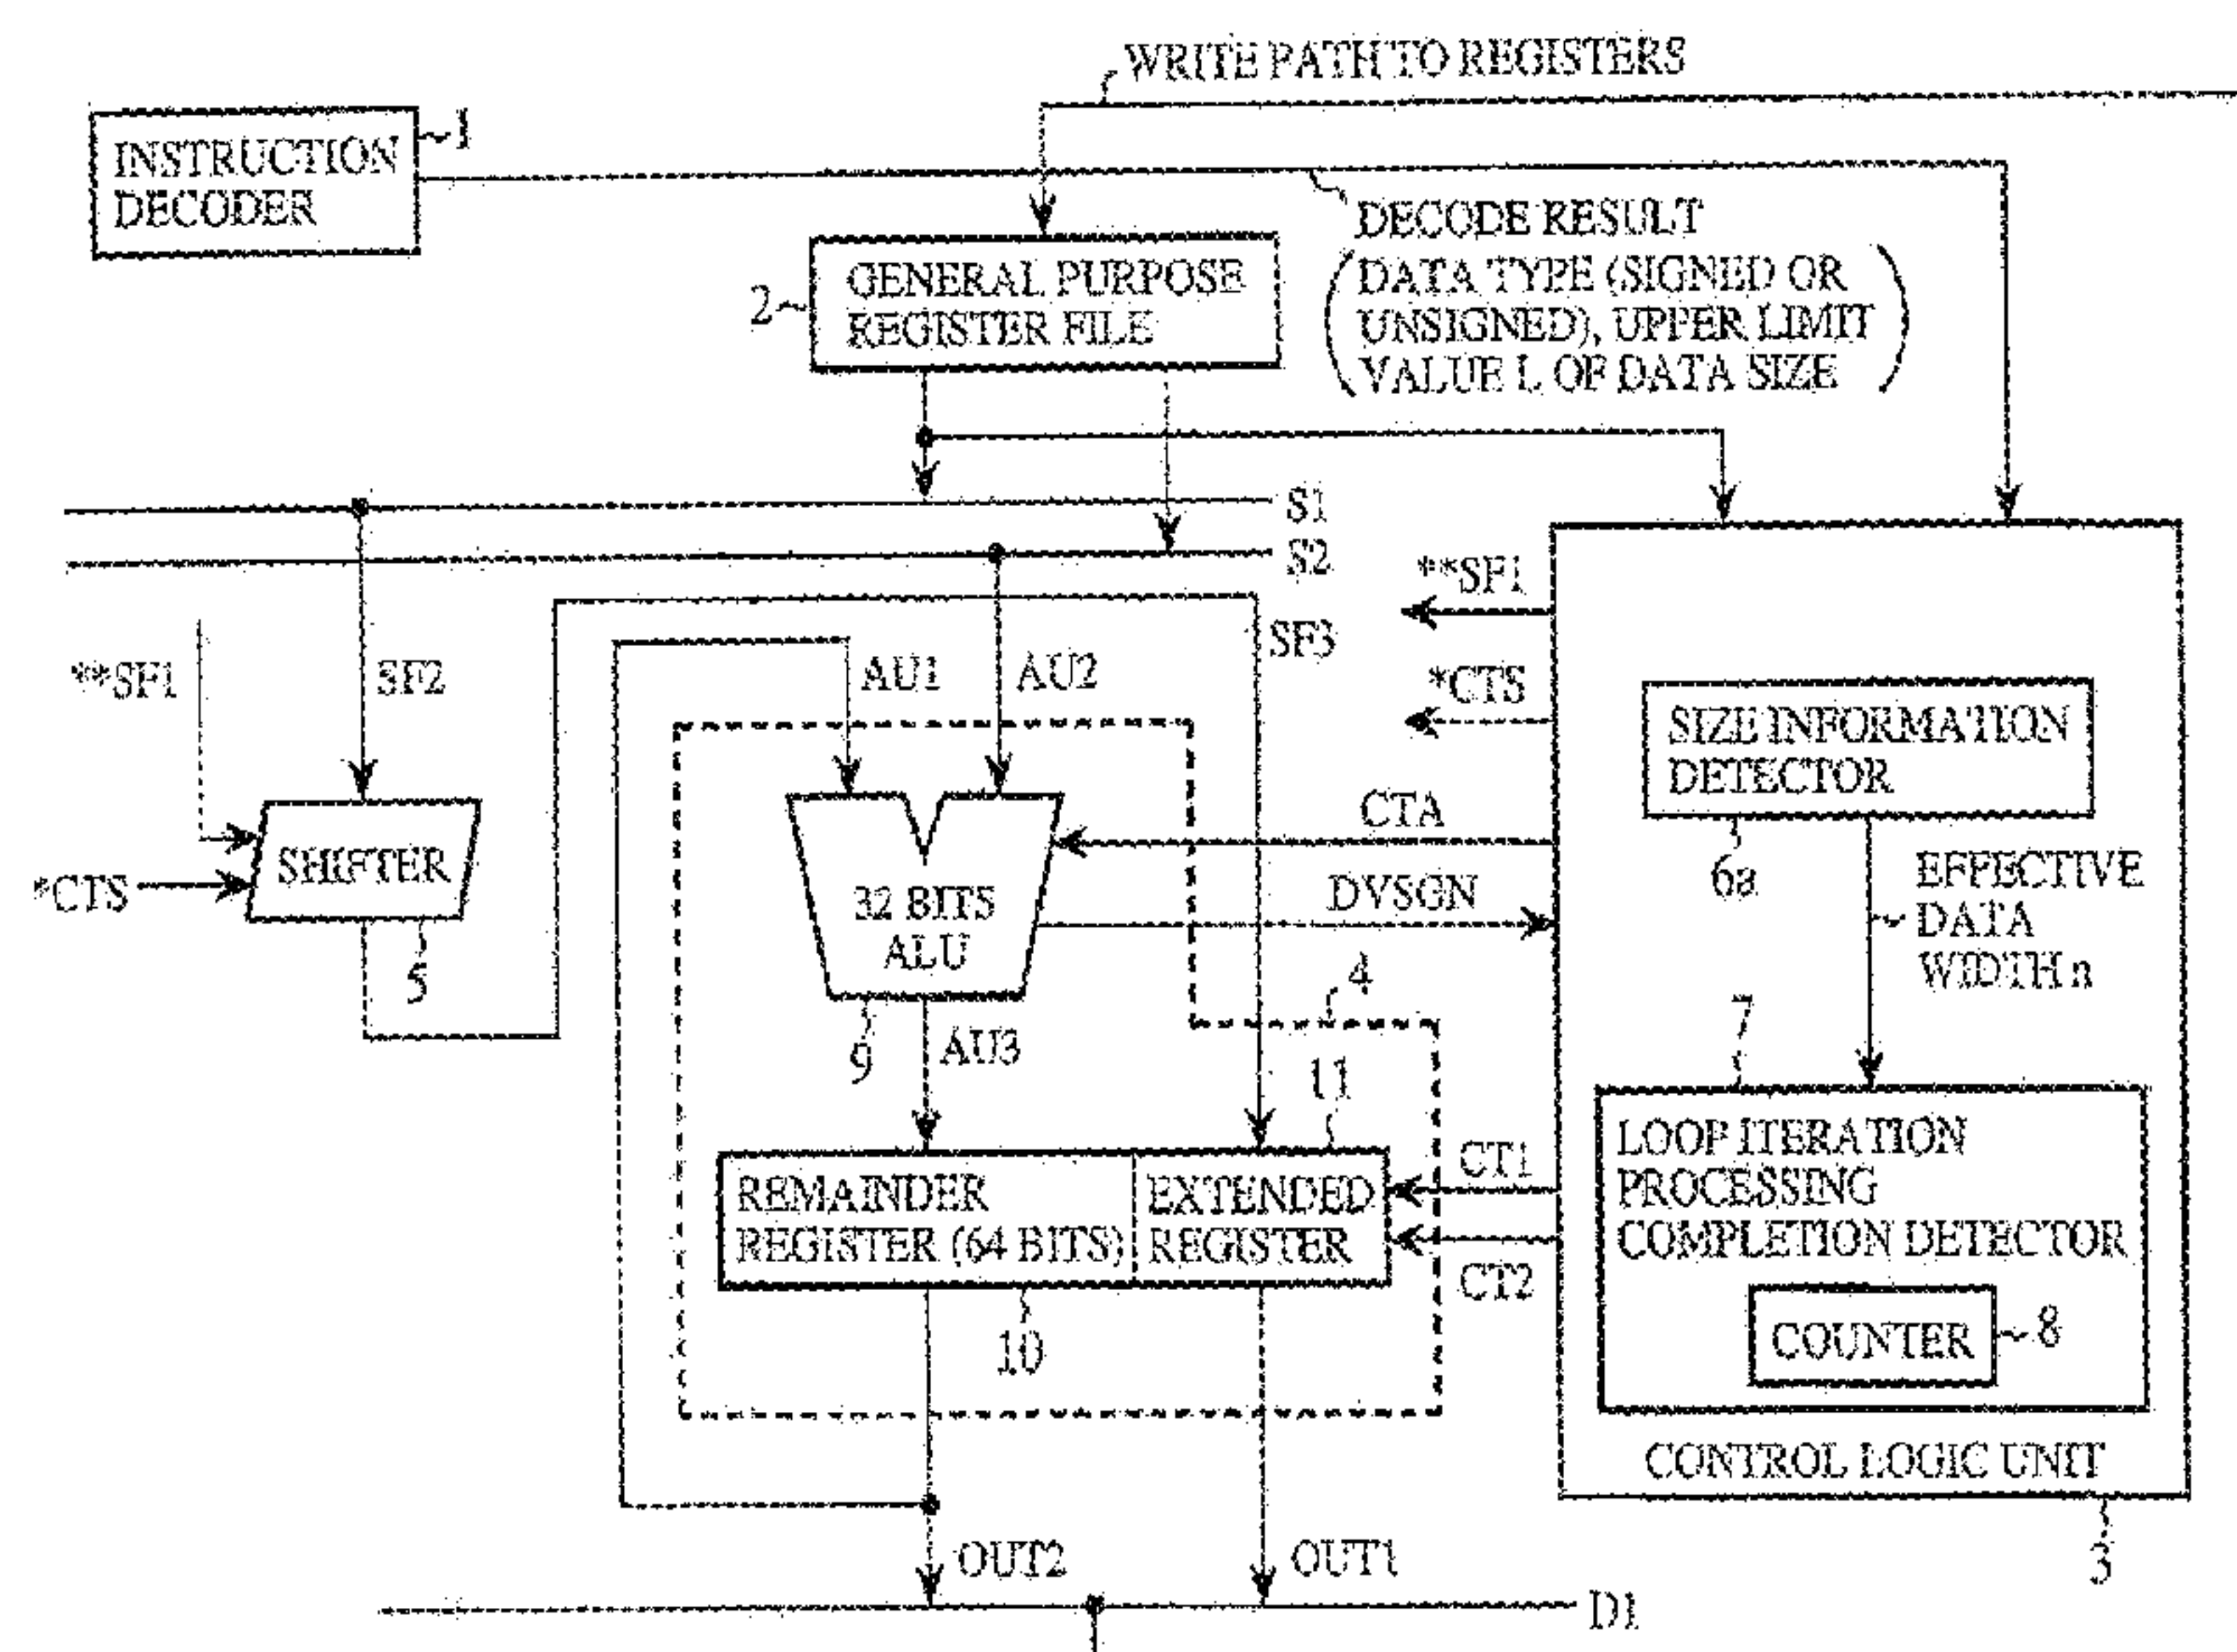 WRITE PATH TO REGISTERS
1
INSTRUCTION
DECODER
DECODE RESULT
DATA TYPE (SIGNED OR
UNSIGNED), UPPER LIMIT
VALUE L OF DATA SIZE
2
GENERAL PURPOSE
REGISTER FILE
S1
S2
**SF1
SF3
**SF1
SF2
AU1
AU2
*CTS
SIZE INFORMATION
DETECTOR
CTA
SHIFTER
*CTS
6a
EFFECTIVE
DATA
WIDTH n
32 BITS
ALU
DVSGN
5
4
9
AU3
7
11
LOOP ITERATION
PROCESSING
COMPLETION DETECTOR
CT1
REMAINDER
REGISTER (64 BITS)
EXTENDED
REGISTER
CT2
10
COUNTER
8
CONTROL LOGIC UNIT
OUT2
OUT1
3
D1